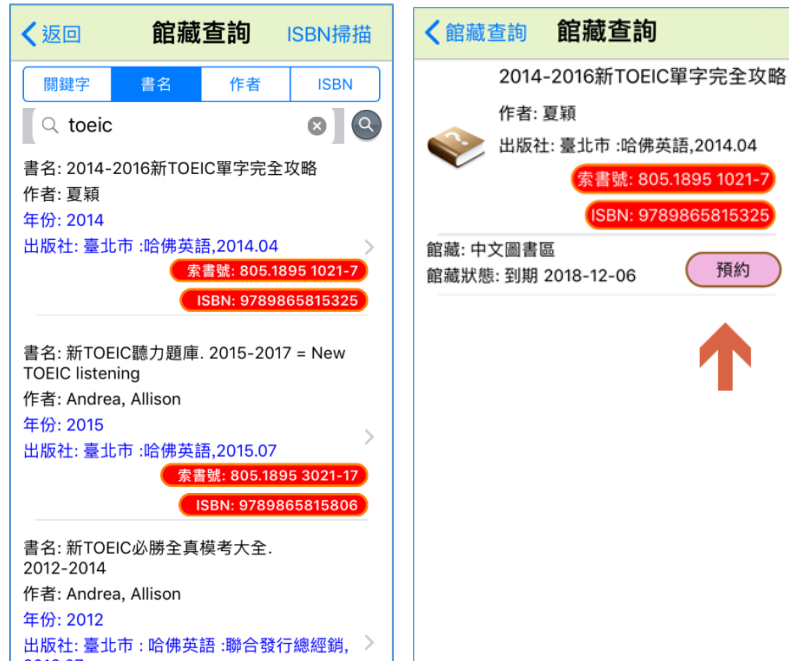 返回
館藏查詢
ISBN掃描
關鍵字
書名
作者
ISBN
toeic
書名: 2014-2016新TOEIC單字完全攻略
作者: 夏穎
年份: 2014
出版社: 臺北市 :哈佛英語,2014.04
索書號: 805.1895 1021-7
ISBN: 9789865815325
書名: 新TOEIC聽力題庫. 2015-2017 = New
TOEIC listening
作者: Andrea, Allison
年份: 2015
出版社: 臺北市 :哈佛英語,2015.07
索書號: 805.1895 3021-17
ISBN: 9789865815806
書名: 新TOEIC必勝全真模考大全.
2012-2014
作者: Andrea, Allison
年份: 2012
出版社: 臺北市 : 哈佛英語 :聯合發行總經銷,
館藏查詢
館藏查詢
2014-2016新TOEIC單字完全攻略
作者: 夏穎
出版社: 臺北市 :哈佛英語,2014.04
索書號: 805.1895 1021-7
ISBN: 9789865815325
館藏: 中文圖書區
館藏狀態: 到期 2018-12-06
預約